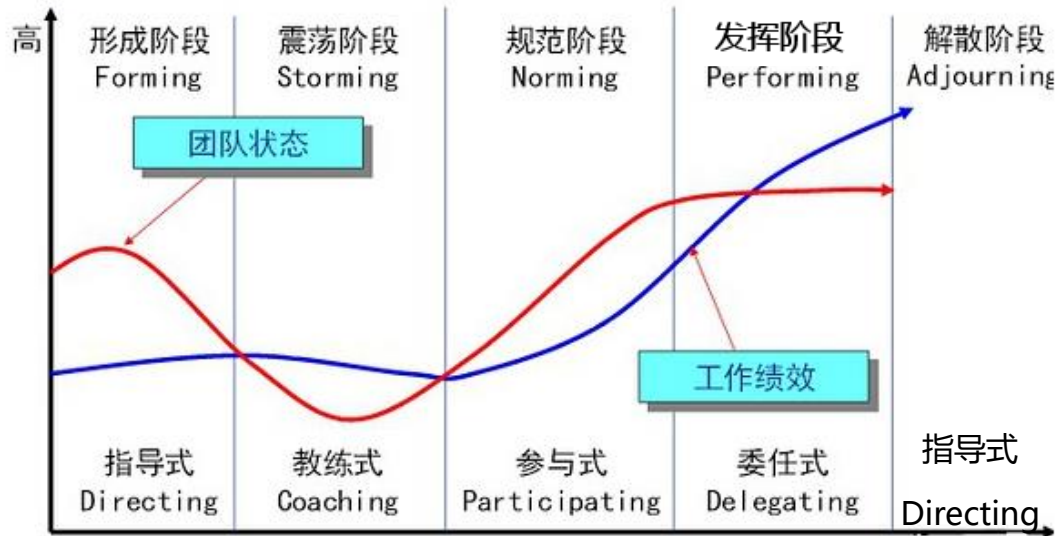 高
形成阶段
Forming
震荡阶段
Storming
规范阶段
Norming
发挥阶段
Performing
解散阶段
Adjourning
团队状态
工作绩效
指导式
Directing
教练式
Coaching
参与式
Participating
委任式
Delegating
指导式
Directing